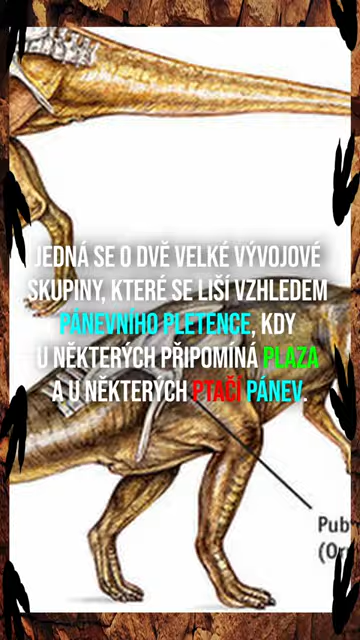 JEDNÁ SE O DVĚ VELKÉ VÝVOJOVÉ
SKUPINY, KTERÉ SE LIŠÍ VZHLEDEM
PÁNEVNÍHO PLETENCE, KDY
U NĚKTERÝCH PŘIPOMÍNÁ PLAZA
A U NĚKTERÝCH PTAČÍ PÁNEV.
Pub
(Or